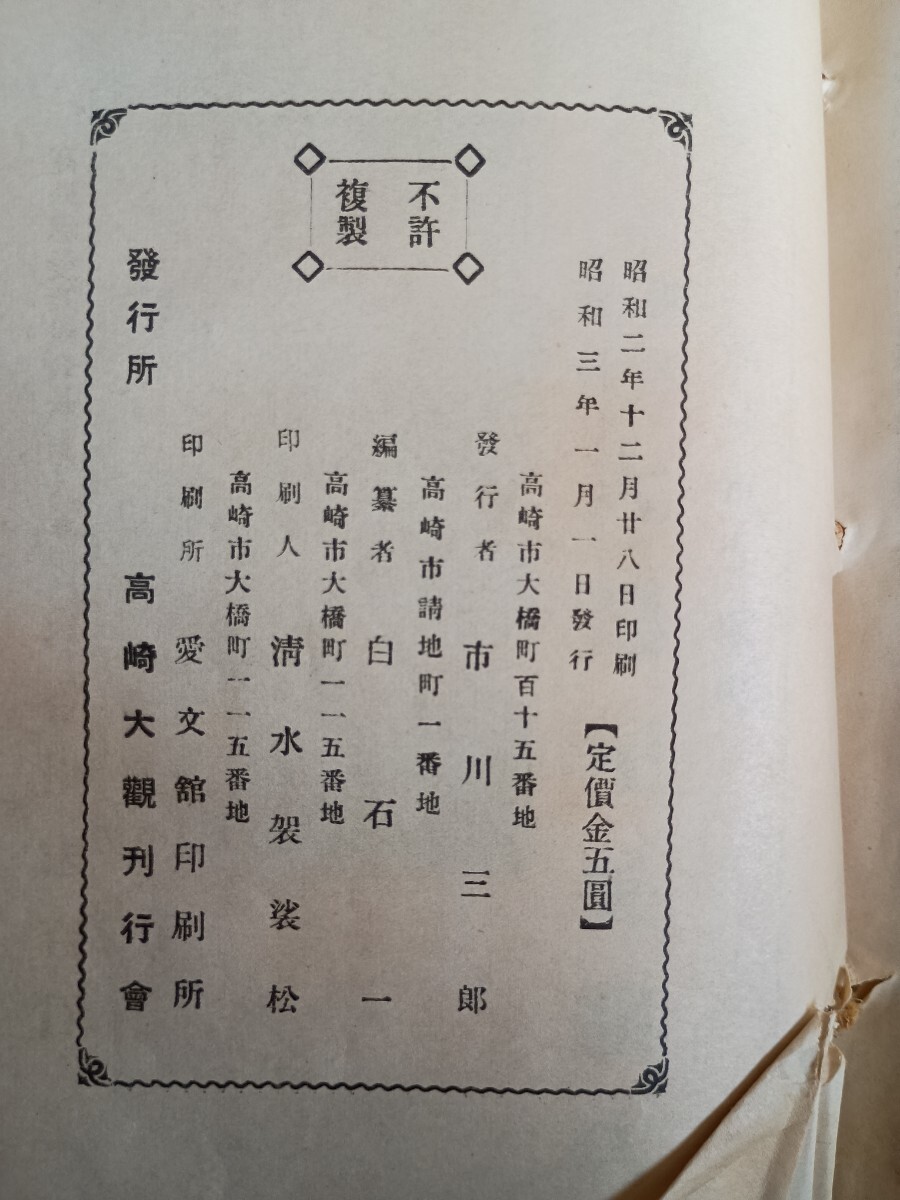 不許
複製
昭和二年十二月廿八日印刷
昭和三年一月一日發行
【定價金五圓】
高崎市大橋町百十五番地
發行者 市川三郎
高崎市請地町一番地
編纂者 白石一
高崎市大橋町一一五番地
印刷人 淸水袈裟松
高崎市大橋町一一五番地
印刷所 愛文舘印刷所
發行所 高崎大觀刊行會